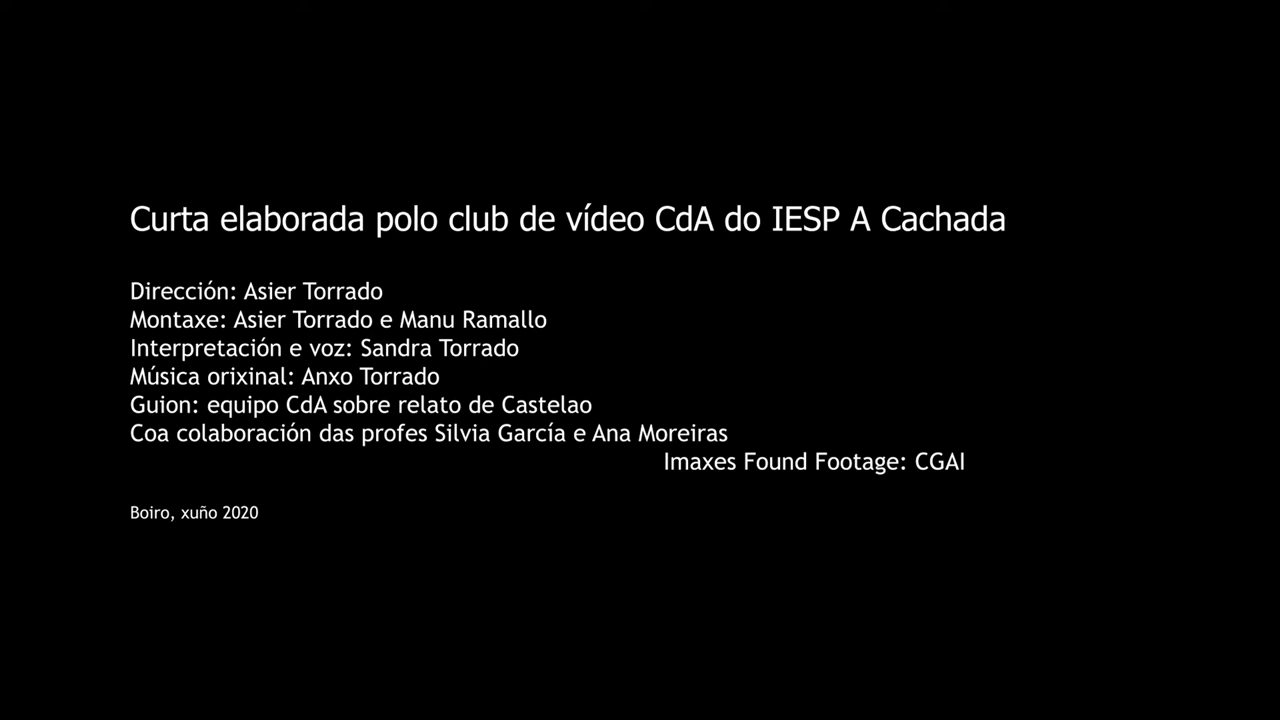 Curta elaborada polo club de vídeo CdA do IESP A Cachada
Dirección: Asier Torrado
Montaxe: Asier Torrado e Manu Ramallo
Interpretación e voz: Sandra Torrado
Música orixinal: Anxo Torrado
Guion: equipo CdA sobre relato de Castelao
Coa colaboración das profes Silvia García e Ana Moreiras
Imaxes Found Footage: CGAI
Boiro, xuño 2020